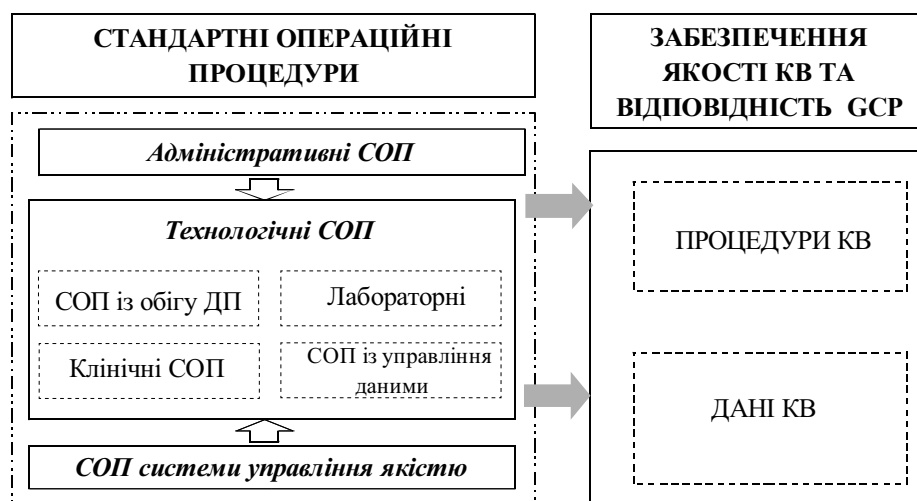 СТАНДАРТНІ ОПЕРАЦІЙНІ
ПРОЦЕДУРИ
ЗАБЕЗПЕЧЕННЯ
ЯКОСТІ КВ ТА
ВІДПОВІДНІСТЬ GCP
Адміністративні СОП
Технологічні СОП
СОП із обігу ДП
Лабораторні
Клінічні СОП
СОП із управління
даними
СОП системи управління якістю
ПРОЦЕДУРИ КВ
ДАНІ КВ